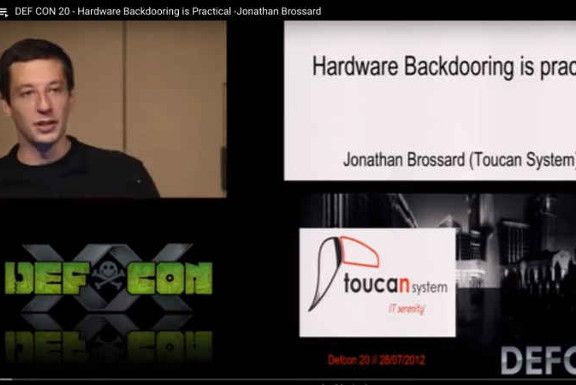 DEF CON 20 - Hardware Backdooring is Practical -Jonathan Brossard
Hardware Backdooring is prac
Jonathan Brossard (Toucan System)
DEF CON
toucan system
IT serenity
Defcon 20 // 28/07/2012
DEFC